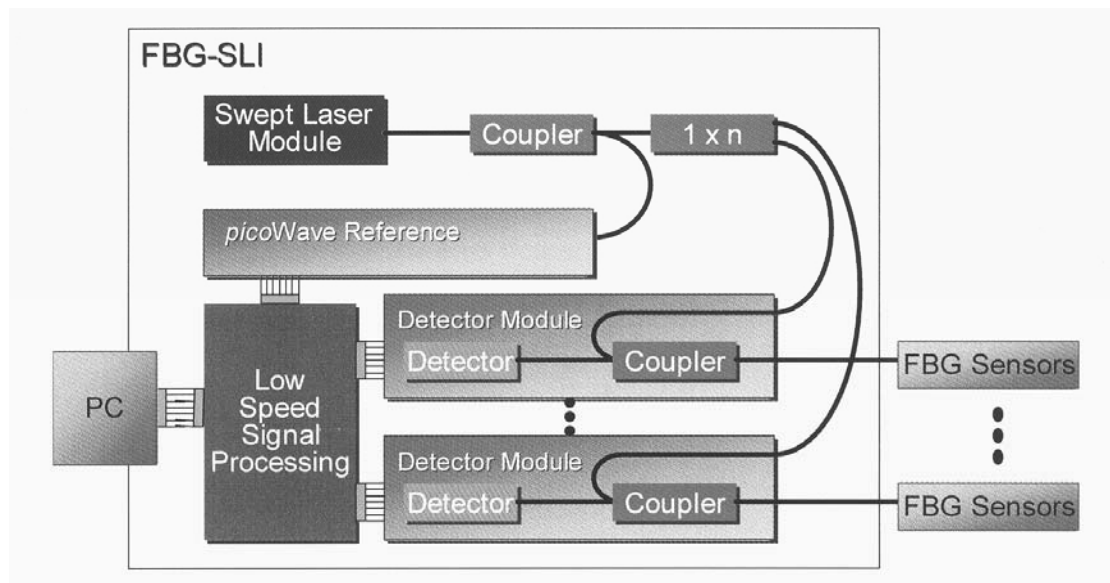 FBG-SLI
Swept Laser
Module
Coupler
1 x n
picoWave Reference
Detector Module
Detector
Coupler
FBG Sensors
PC
Low
Speed
Signal
Processing
Detector Module
Detector
Coupler
FBG Sensors